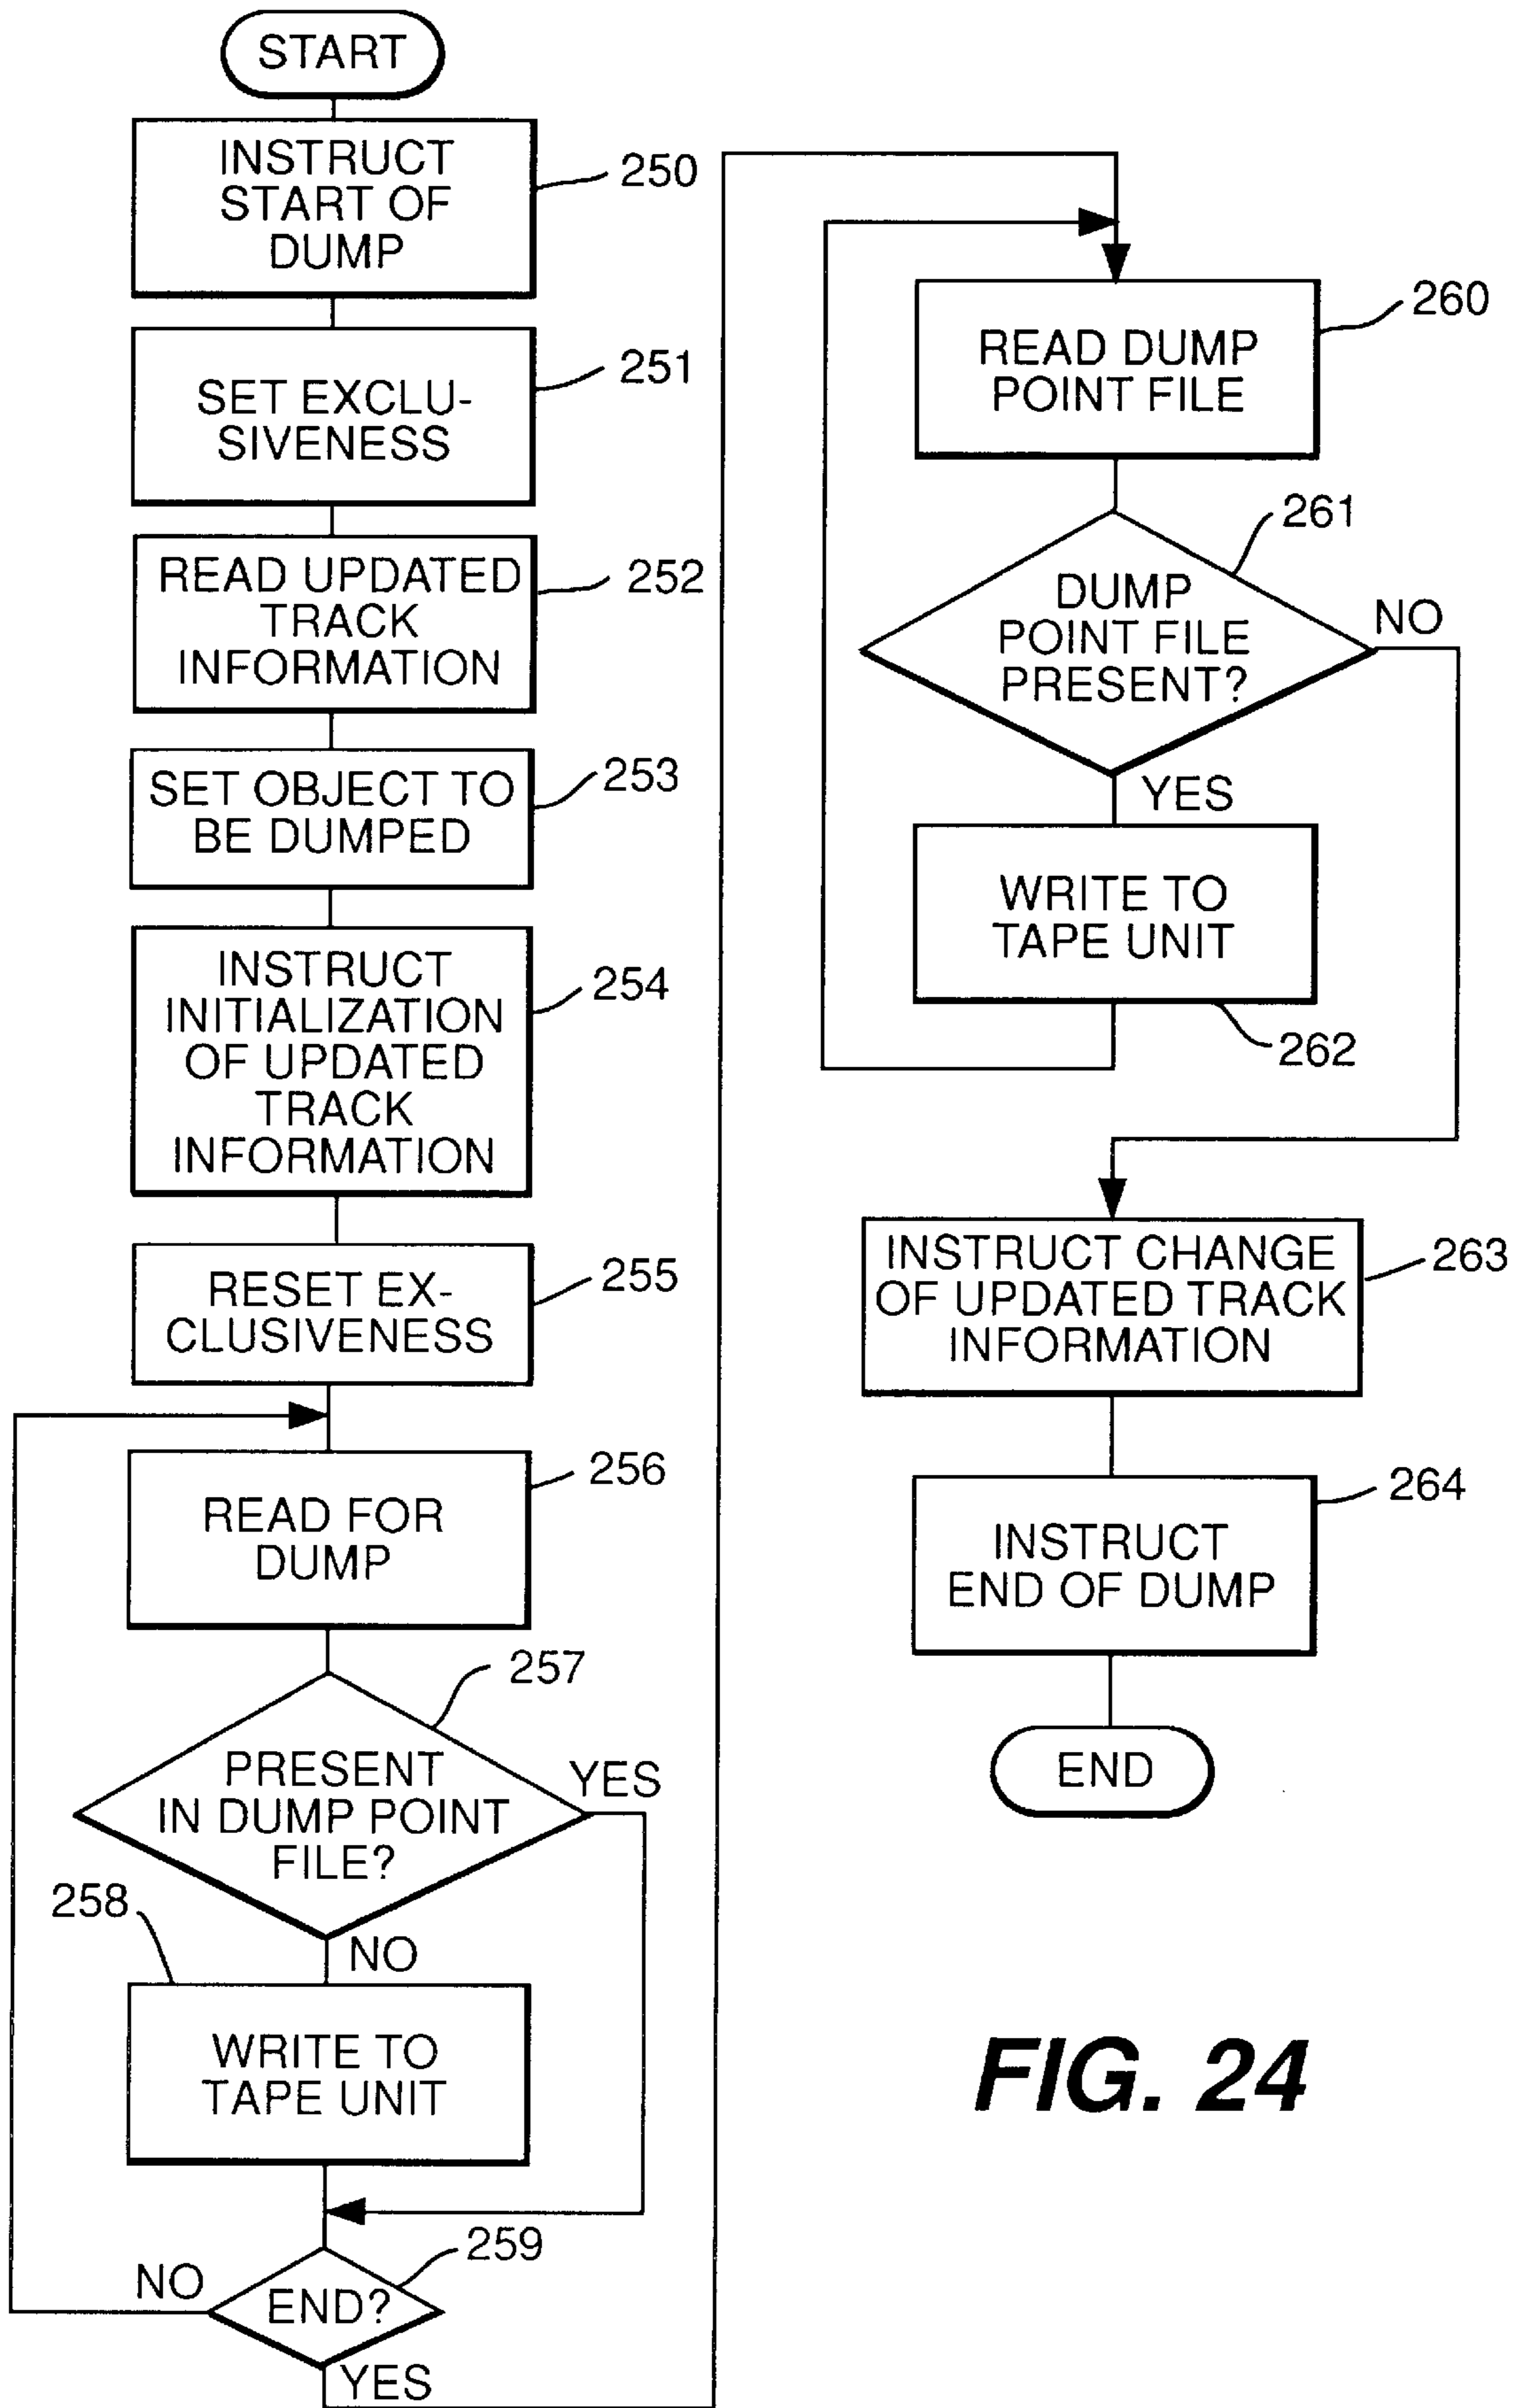 START
INSTRUCT
START OF
DUMP
250
SET EXCLU-
SIVENESS
251
READ UPDATED
TRACK
INFORMATION
252
SET OBJECT TO
BE DUMPED
253
INSTRUCT
INITIALIZATION
OF UPDATED
TRACK
INFORMATION
254
RESET EX-
CLUSIVENESS
255
READ FOR
DUMP
256
PRESENT
IN DUMP POINT
FILE?
257
YES
NO
258
WRITE TO
TAPE UNIT
END?
259
NO
YES
READ DUMP
POINT FILE
260
DUMP
POINT FILE
PRESENT?
261
NO
YES
WRITE TO
TAPE UNIT
262
INSTRUCT CHANGE
OF UPDATED TRACK
INFORMATION
263
INSTRUCT
END OF DUMP
264
END
FIG. 24